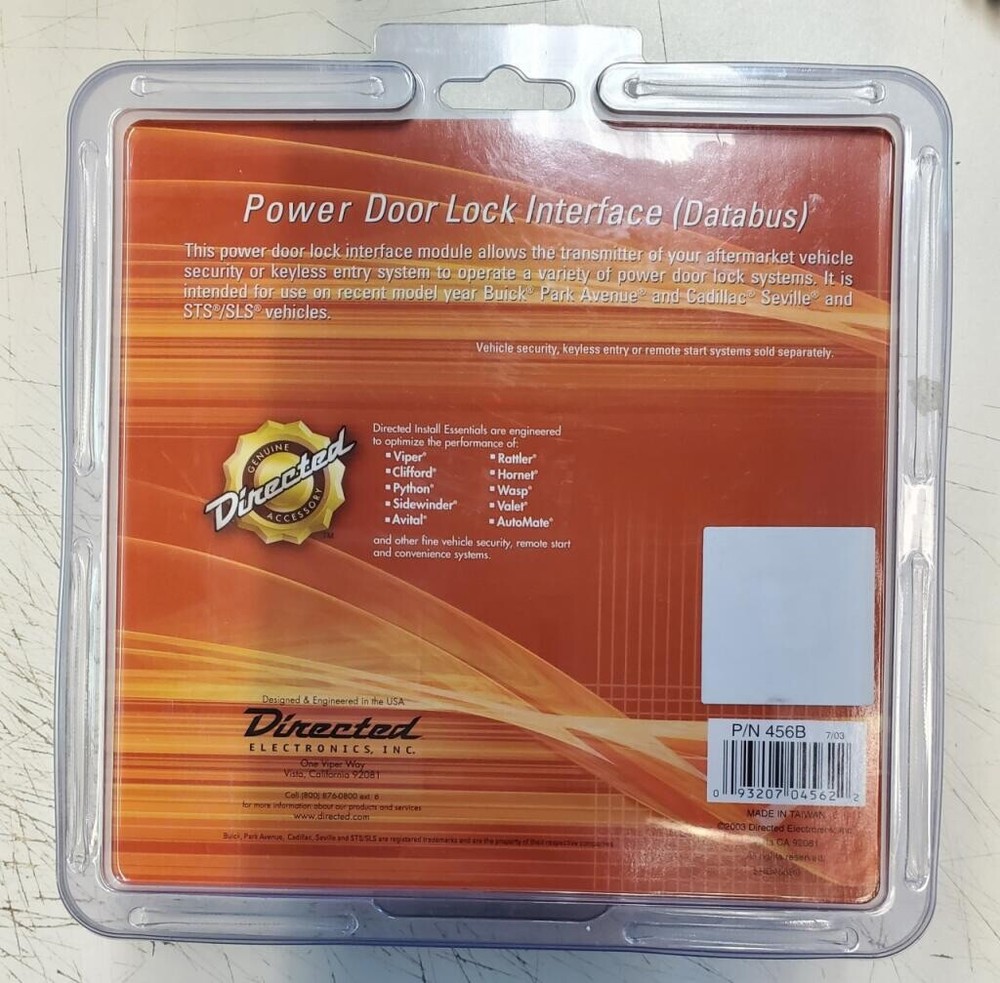 Power Door Lock Interface (Databus)
This power door lock interface module allows the transmitter of your aftermarket vehicle
security or keyless entry system to operate a variety of power door lock systems. It is
intended for use on recent model year Buick® Park Avenue® and Cadillac® Seville® and
STS®/SLS® vehicles.
Vehicle security, keyless entry or remote start systems sold separately.
GENUINE
Directed
ACCESSORY
TM
Directed Install Essentials are engineered
to optimize the performance of:
▪ Viper®
▪ Clifford®
▪ Python®
▪ Sidewinder®
▪ Avital®
▪ Rattler®
▪ Hornet®
▪ Wasp®
▪ Valet®
▪ AutoMate®
and other fine vehicle security, remote start
and convenience systems.
Designed & Engineered in the USA
Directed
ELECTRONICS, INC.
One Viper Way
Vista, California 92081
Call (800) 876-0800 ext. 6
for more information about our products and services
www.directed.com
Buick, Park Avenue, Cadillac, Seville and STS/SLS are registered trademarks and are the property of their respective companies.
P/N 456B 7/03
0 93207 04562 2
MADE IN TAIWAN
©2003 Directed Electronics, Inc.
CA 92081
rights reserved